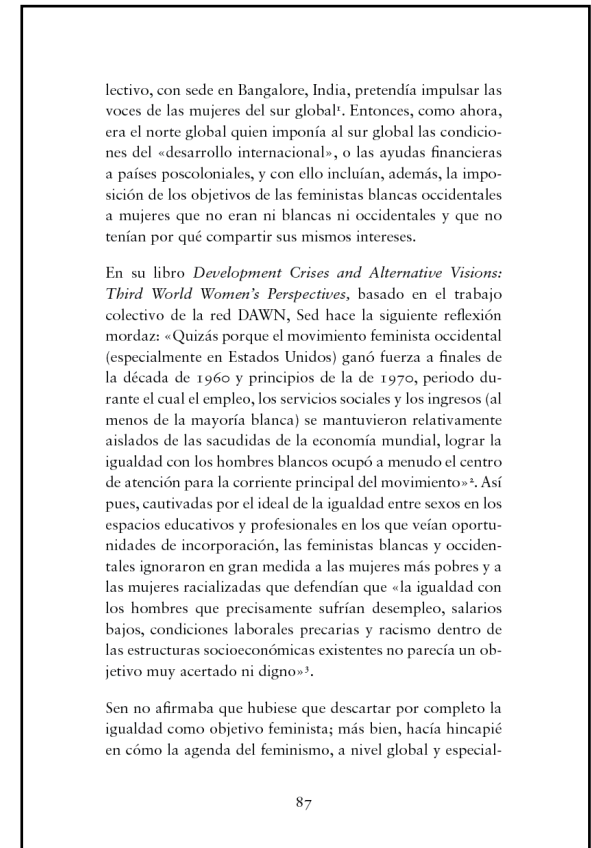 lectivo, con sede en Bangalore, India, pretendía impulsar las
voces de las mujeres del sur global¹. Entonces, como ahora,
era el norte global quien imponía al sur global las condicio-
nes del «desarrollo internacional», o las ayudas financieras
a países poscoloniales, y con ello incluían, además, la impo-
sición de los objetivos de las feministas blancas occidentales
a mujeres que no eran ni blancas ni occidentales y que no
tenían por qué compartir sus mismos intereses.
En su libro Development Crises and Alternative Visions:
Third World Women's Perspectives, basado en el trabajo
colectivo de la red DAWN, Sed hace la siguiente reflexión
mordaz: «Quizás porque el movimiento feminista occidental
(especialmente en Estados Unidos) ganó fuerza a finales de
la década de 1960 y principios de la de 1970, periodo du-
rante el cual el empleo, los servicios sociales y los ingresos (al
menos de la mayoría blanca) se mantuvieron relativamente
aislados de las sacudidas de la economía mundial, lograr la
igualdad con los hombres blancos ocupó a menudo el centro
de atención para la corriente principal del movimiento»². Así
pues, cautivadas por el ideal de la igualdad entre sexos en los
espacios educativos y profesionales en los que veían oportu-
nidades de incorporación, las feministas blancas y occiden-
tales ignoraron en gran medida a las mujeres más pobres y a
las mujeres racializadas que defendían que «la igualdad con
los hombres que precisamente sufrían desempleo, salarios
bajos, condiciones laborales precarias y racismo dentro de
las estructuras socioeconómicas existentes no parecía un ob-
jetivo muy acertado ni digno»³.
Sen no afirmaba que hubiese que descartar por completo la
igualdad como objetivo feminista; más bien, hacía hincapié
en cómo la agenda del feminismo, a nivel global y especial-
87